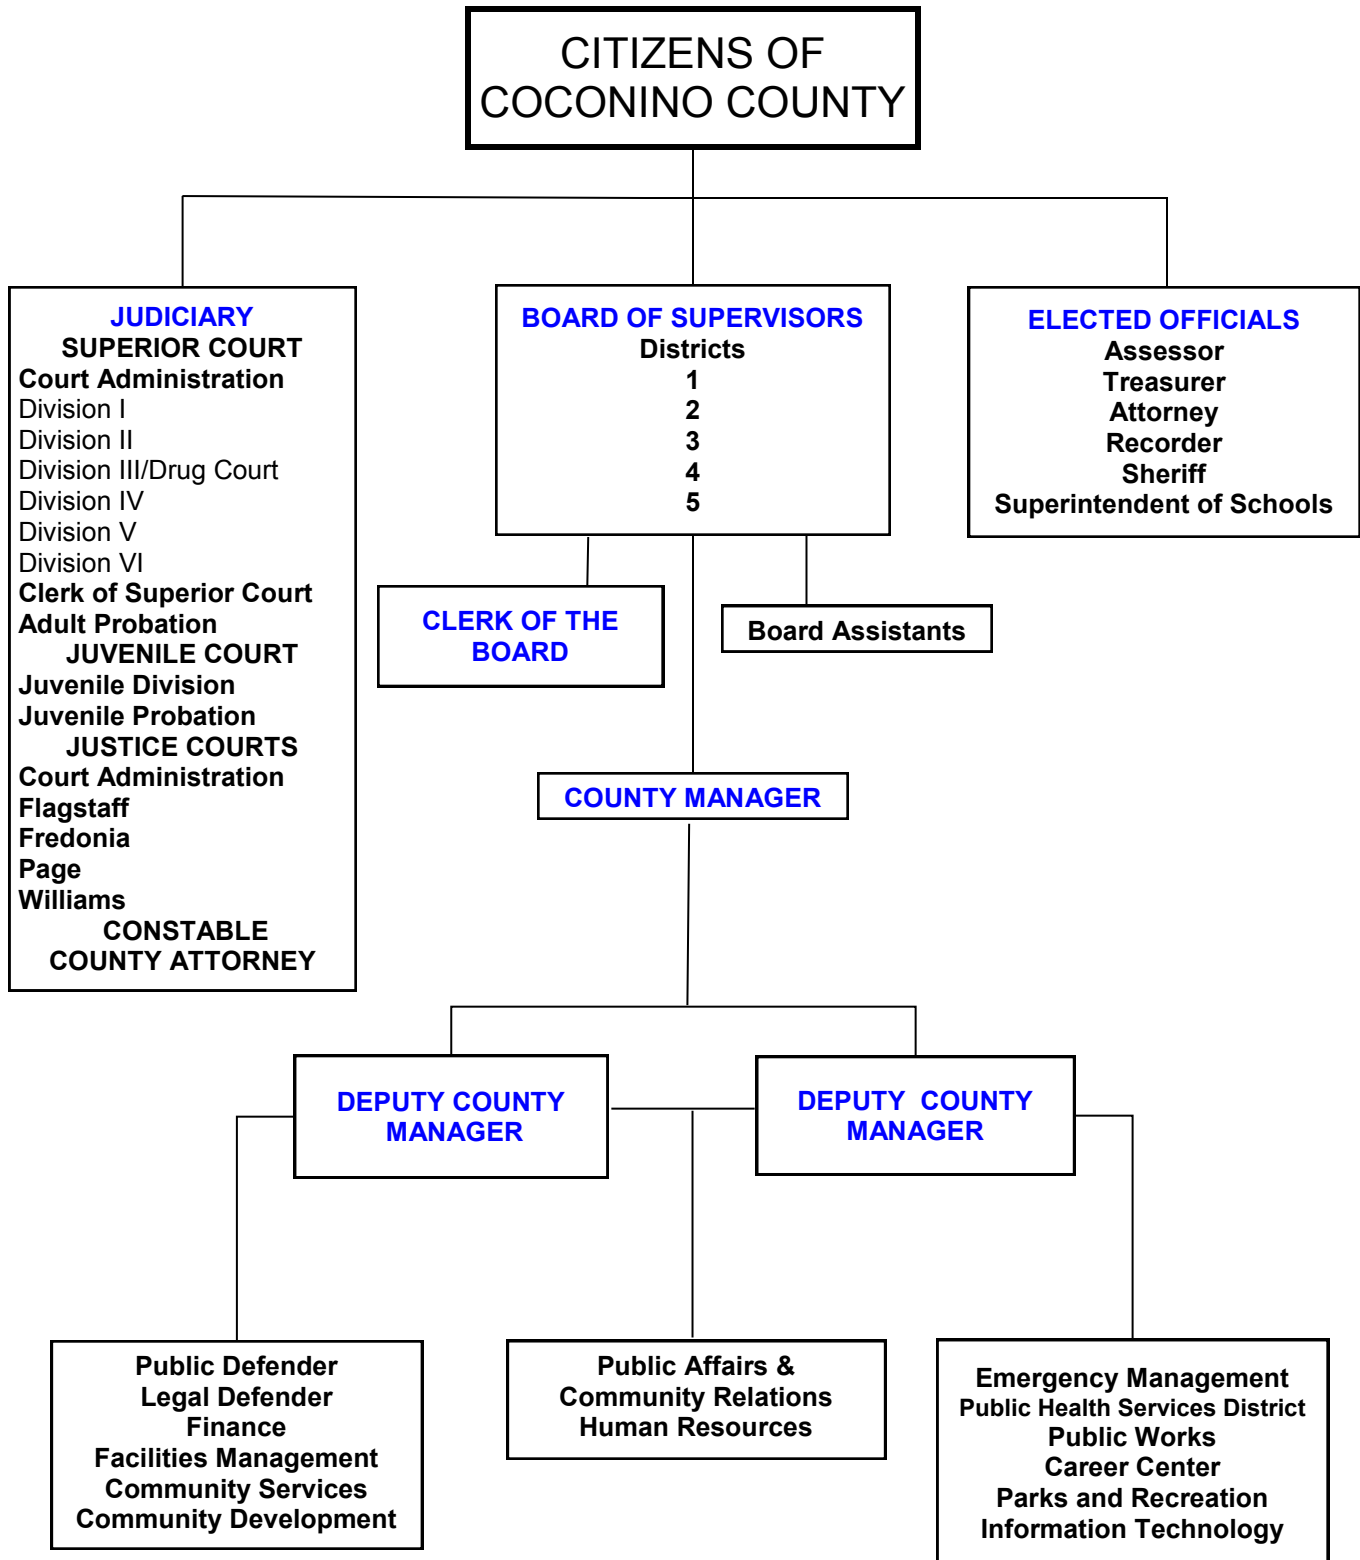 CITIZENS OF
COCONINO COUNTY
JUDICIARY
SUPERIOR COURT
Court Administration
Division I
Division II
Division III/Drug Court
Division IV
Division V
Division VI
Clerk of Superior Court
Adult Probation
JUVENILE COURT
Juvenile Division
Juvenile Probation
JUSTICE COURTS
Court Administration
Flagstaff
Fredonia
Page
Williams
CONSTABLE
COUNTY ATTORNEY
BOARD OF SUPERVISORS
Districts
1
2
3
4
5
ELECTED OFFICIALS
Assessor
Treasurer
Attorney
Recorder
Sheriff
Superintendent of Schools
CLERK OF THE
BOARD
Board Assistants
COUNTY MANAGER
DEPUTY COUNTY
MANAGER
DEPUTY COUNTY
MANAGER
Public Defender
Legal Defender
Finance
Facilities Management
Community Services
Community Development
Public Affairs &
Community Relations
Human Resources
Emergency Management
Public Health Services District
Public Works
Career Center
Parks and Recreation
Information Technology